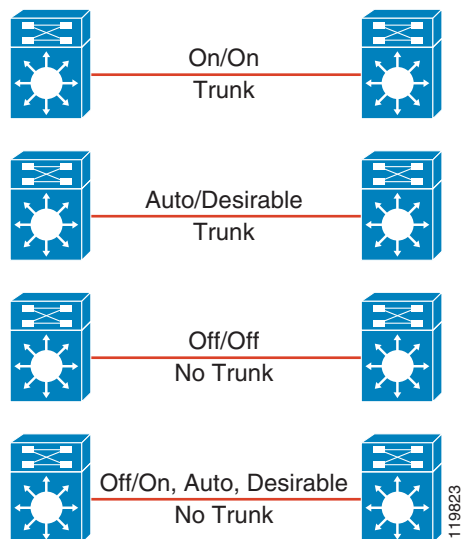 On/On
Trunk
Auto/Desirable
Trunk
Off/Off
No Trunk
Off/On, Auto, Desirable
No Trunk
119823